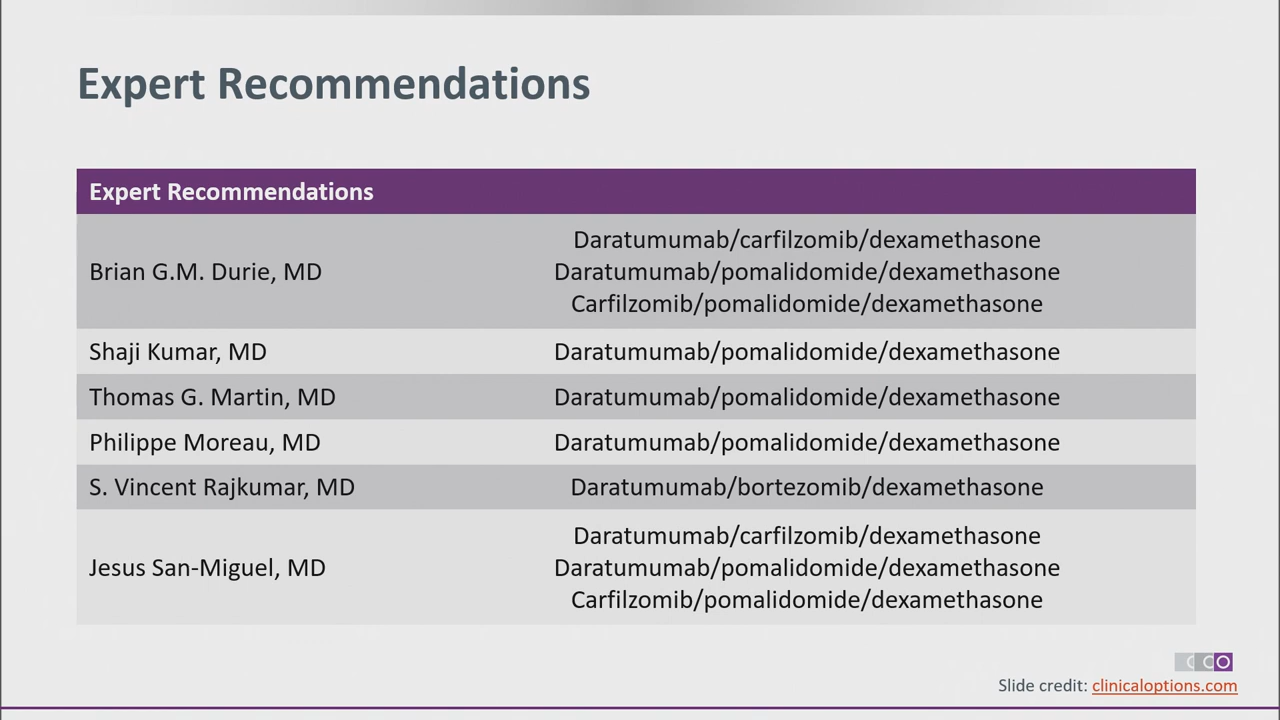 Expert Recommendations
Expert Recommendations
Brian G.M. Durie, MD
Daratumumab/carfilzomib/dexamethasone
Daratumumab/pomalidomide/dexamethasone
Carfilzomib/pomalidomide/dexamethasone
Shaji Kumar, MD Daratumumab/pomalidomide/dexamethasone
Thomas G. Martin, MD Daratumumab/pomalidomide/dexamethasone
Philippe Moreau, MD Daratumumab/pomalidomide/dexamethasone
S. Vincent Rajkumar, MD Daratumumab/bortezomib/dexamethasone
Jesus San-Miguel, MD
Daratumumab/carfilzomib/dexamethasone
Daratumumab/pomalidomide/dexamethasone
Carfilzomib/pomalidomide/dexamethasone
CCO
Slide credit: clinicaloptions.com